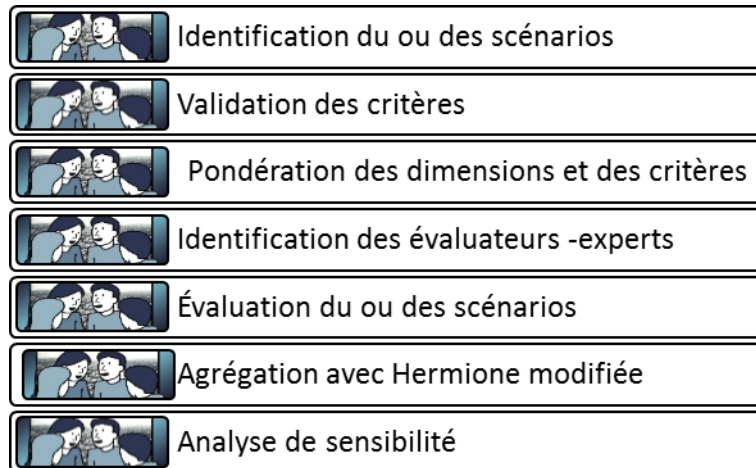 Identification du ou des scénarios
Validation des critères
Pondération des dimensions et des critères
Identification des évaluateurs -experts
Évaluation du ou des scénarios
Agrégation avec Hermione modifiée
Analyse de sensibilité